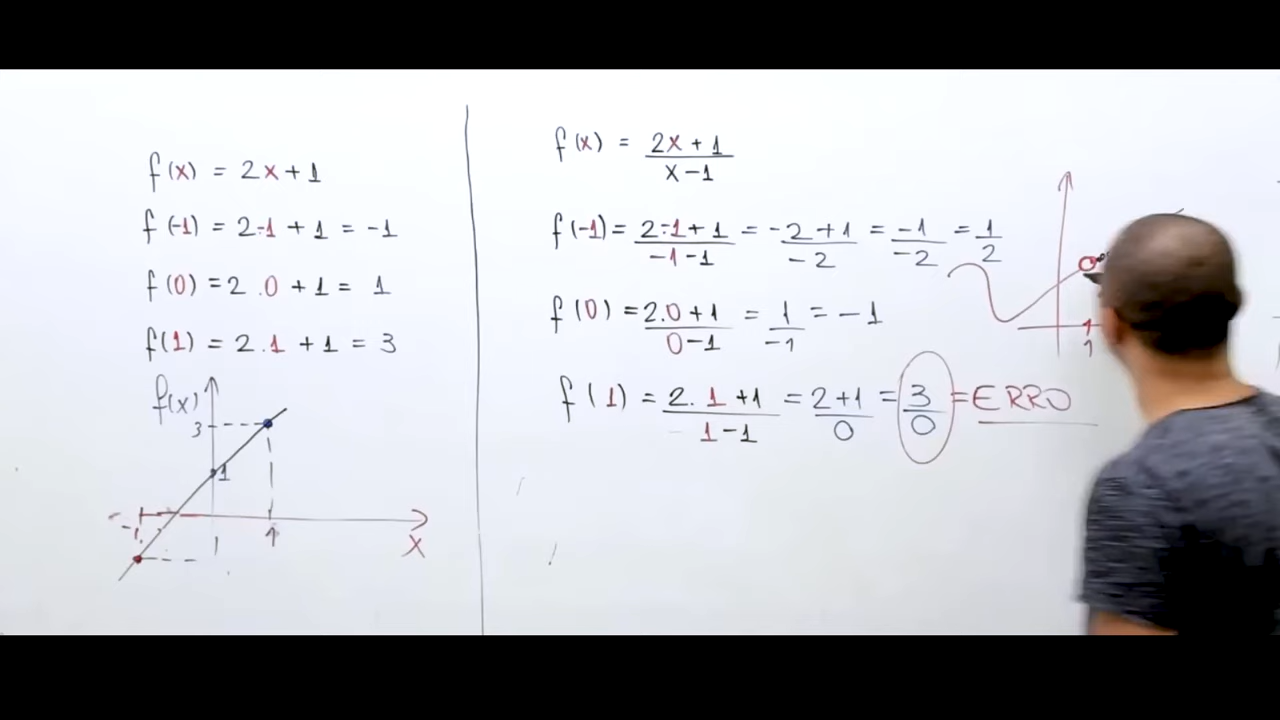 f(x) = 2x+1
f(-1) = 2.-1 + 1 = -1
f(0) = 2.0 + 1 = 1
f(1) = 2.1 + 1 = 3
f(x)
3
1
-1
1
x
f(x) = 2x+1/x-1
f(-1) = 2.-1+1/-1-1 = -2+1/-2 = -1/-2 = 1/2
f(0) = 2.0+1/0-1 = 1/-1 = -1
f(1) = 2.1+1/1-1 = 2+1/0 = 3/0 = ERRO
1